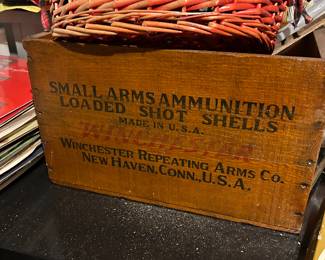 SMALL ARMS AMMUNITION
LOADED SHOT SHELLS
MADE IN U.S.A.
WINCHESTER
WINCHESTER REPEATING ARMS CO.
NEW HAVEN, CONN., U.S.A.